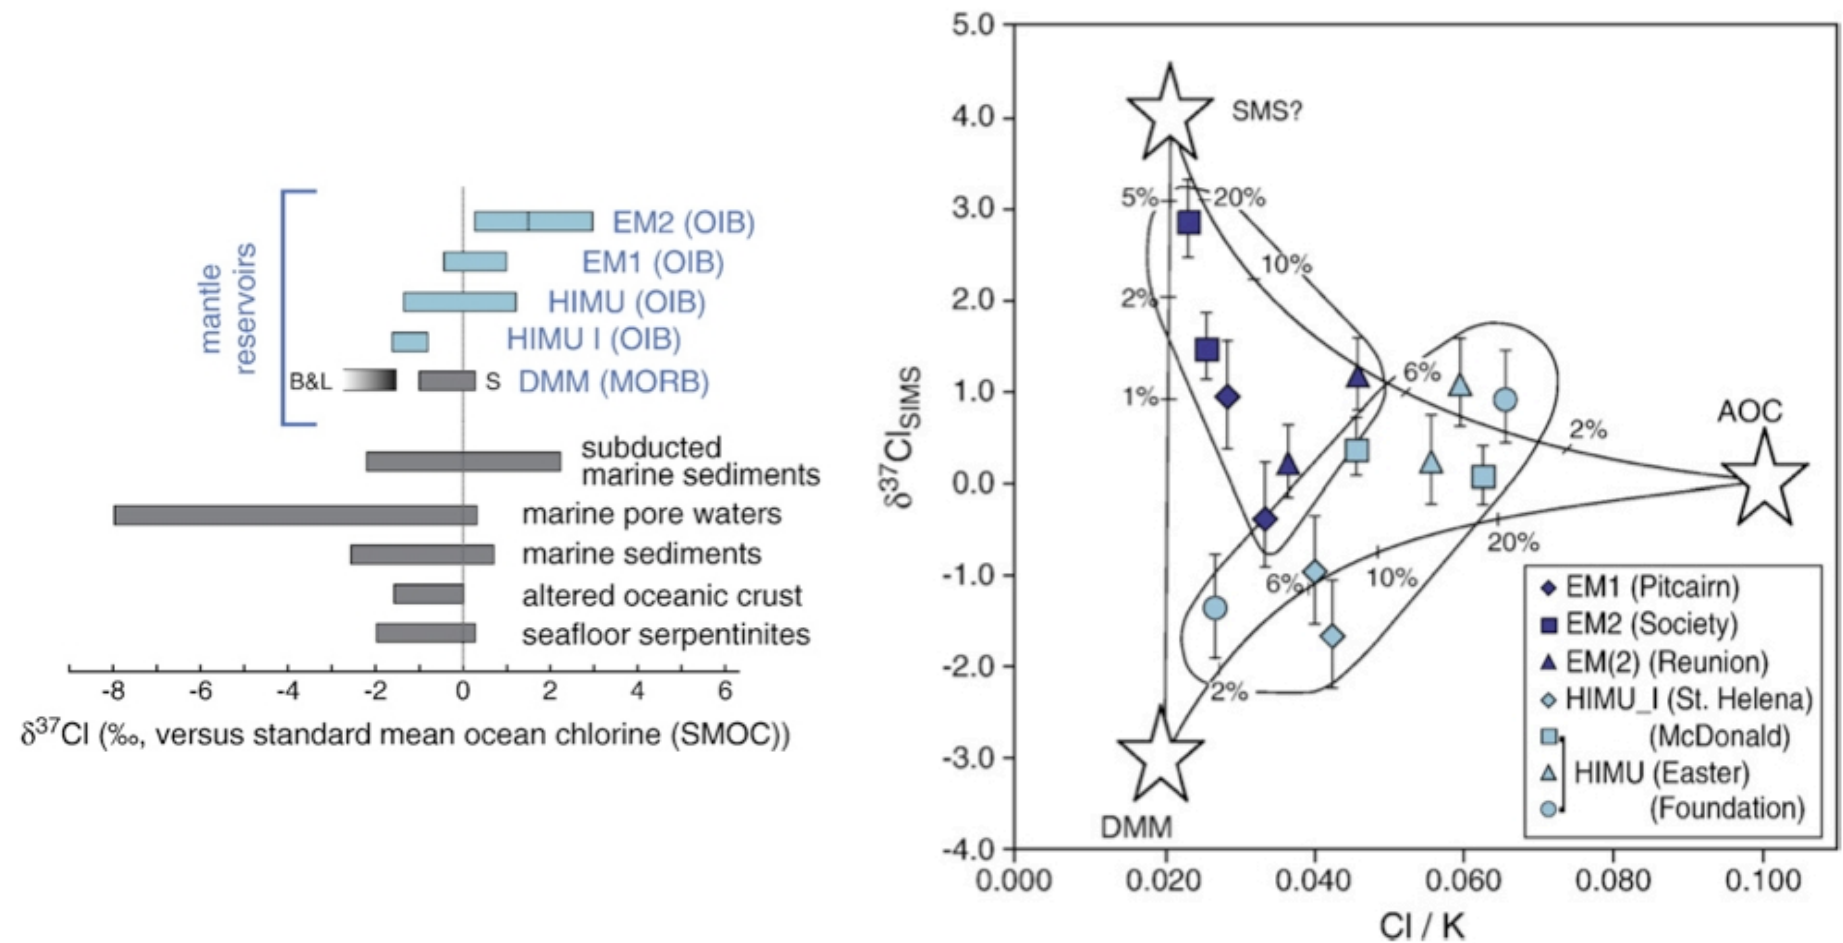 mantle
reservoirs
EM2 (OIB)
EM1 (OIB)
HIMU (OIB)
HIMU I (OIB)
B&L
S
DMM (MORB)
subducted
marine sediments
marine pore waters
marine sediments
altered oceanic crust
seafloor serpentinites
-8 -6 -4 -2 0 2 4 6
δ³⁷Cl (‰, versus standard mean ocean chlorine (SMOC))
5.0
4.0
3.0
2.0
1.0
0.0
-1.0
-2.0
-3.0
-4.0
δ³⁷Cl SIMS
SMS?
5%
20%
10%
2%
1%
6%
2%
AOC
20%
10%
6%
2%
DMM
EM1 (Pitcairn)
EM2 (Society)
EM(2) (Reunion)
HIMU_I (St. Helena)
(McDonald)
HIMU (Easter)
(Foundation)
0.000 0.020 0.040 0.060 0.080 0.100
Cl / K